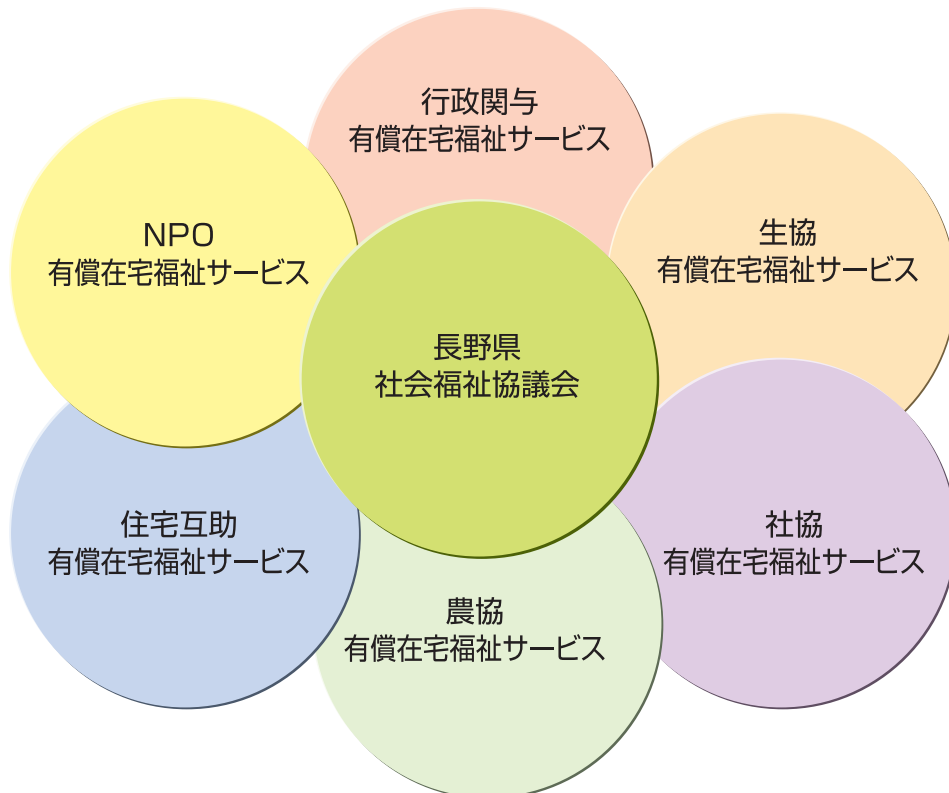 行政関与
有償在宅福祉サービス
NPO
有償在宅福祉サービス
生協
有償在宅福祉サービス
長野県
社会福祉協議会
住宅互助
有償在宅福祉サービス
社協
有償在宅福祉サービス
農協
有償在宅福祉サービス